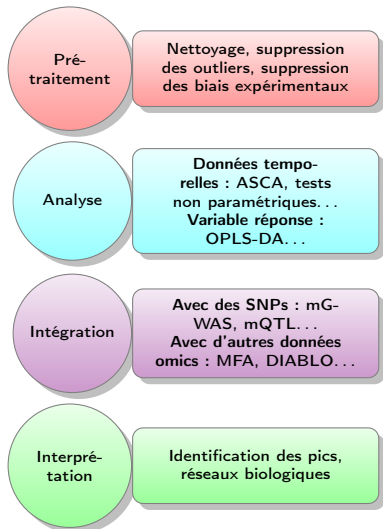 Pré-
traitement
Nettoyage, suppression
des outliers, suppression
des biais expérimentaux
Analyse
Données tempo-
relles : ASCA, tests
non paramétriques...
Variable réponse :
OPLS-DA...
Intégration
Avec des SNPs : mG-
WAS, mQTL...
Avec d'autres données
omics : MFA, DIABLO...
Interpré-
tation
Identification des pics,
réseaux biologiques